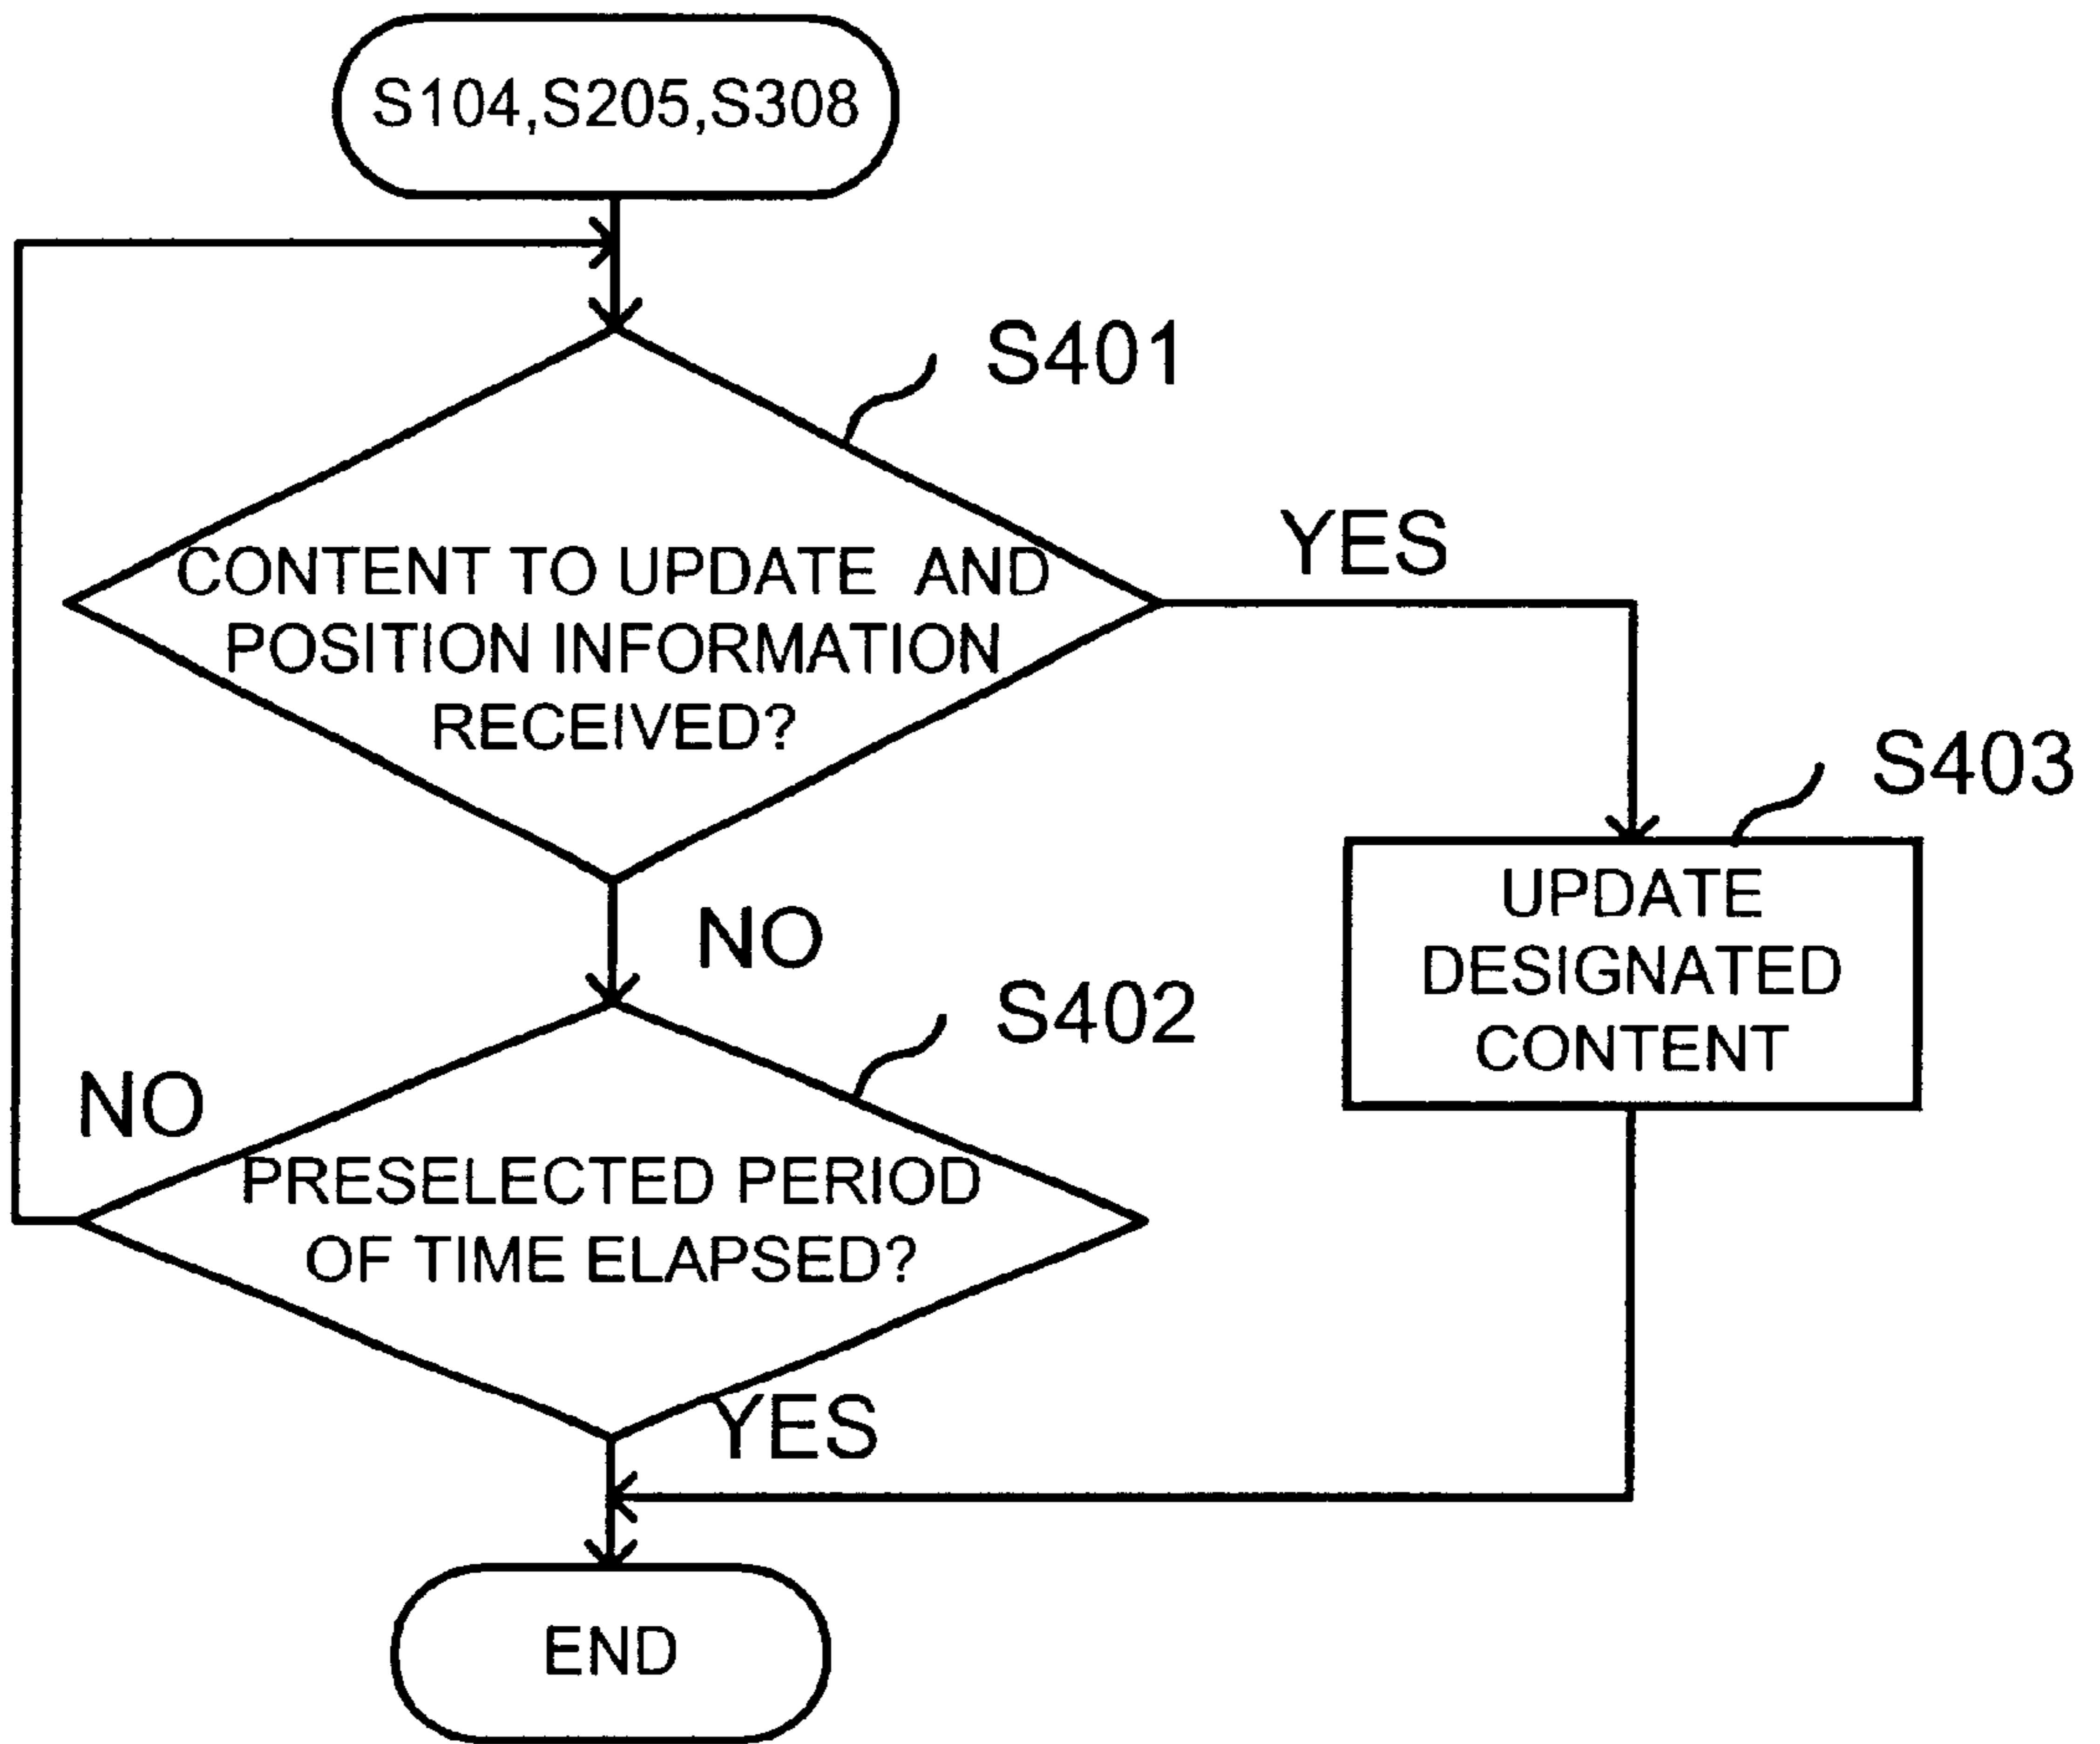 S104,S205,S308
S401
CONTENT TO UPDATE AND
POSITION INFORMATION
RECEIVED?
YES
S403
UPDATE
DESIGNATED
CONTENT
NO
S402
NO
PRESELECTED PERIOD
OF TIME ELAPSED?
YES
END